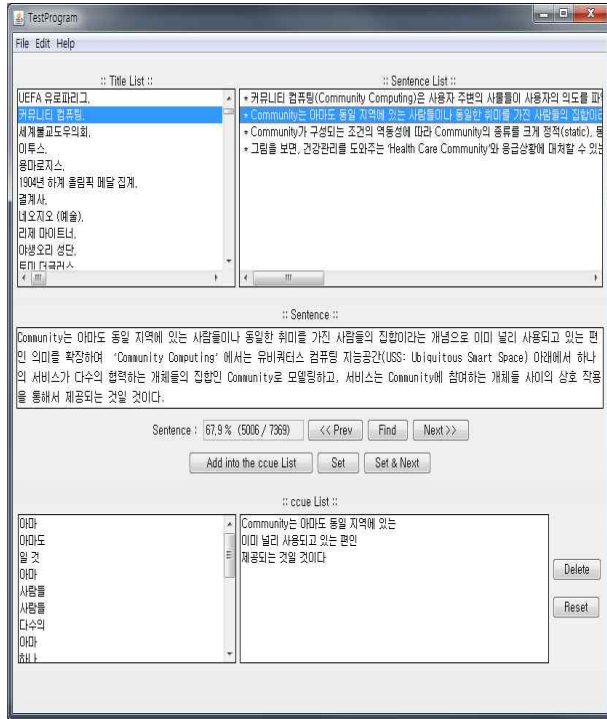 TestProgram
File Edit Help
:: Title List ::
UEFA 유로파리그,
커뮤니티 컴퓨팅,
세계불교도우의회,
이투스,
용마로지스,
1904년 하계 올림픽 메달 집계,
결계사,
네오지오 (예술),
리제 마이트너,
야생오리 성단,
토미 더글러스
:: Sentence List ::
* 커뮤니티 컴퓨팅(Community Computing)은 사용자 주변의 사물들이 사용자의 의도를 파악
* Community는 아마도 동일 지역에 있는 사람들이나 동일한 취미를 가진 사람들의 집합이라
* Community가 구성되는 조건의 역동성에 따라 Community의 종류를 크게 정적(static), 동
* 그림을 보면, 건강관리를 도와주는 'Health Care Community'와 응급상황에 대처할 수 있는
:: Sentence ::
Community는 아마도 동일 지역에 있는 사람들이나 동일한 취미를 가진 사람들의 집합이라는 개념으로 이미 널리 사용되고 있는 편
인 의미를 확장하여 'Community Computing'에서는 유비쿼터스 컴퓨팅 지능공간(USS: Ubiquitous Smart Space) 아래에서 하나
의 서비스가 다수의 협력하는 개체들의 집합인 Community로 모델링하고, 서비스는 Community에 참여하는 개체들 사이의 상호 작용
을 통해서 제공되는 것일 것이다.
Sentence : 67,9 % (5006 / 7369) << Prev Find Next >>
Add into the ccue List Set Set & Next
:: ccue List ::
아마
아마도
일 것
아마
사람들
사람들
다수의
아마
하나
Community는 아마도 동일 지역에 있는
이미 널리 사용되고 있는 편인
제공되는 것일 것이다
Delete
Reset